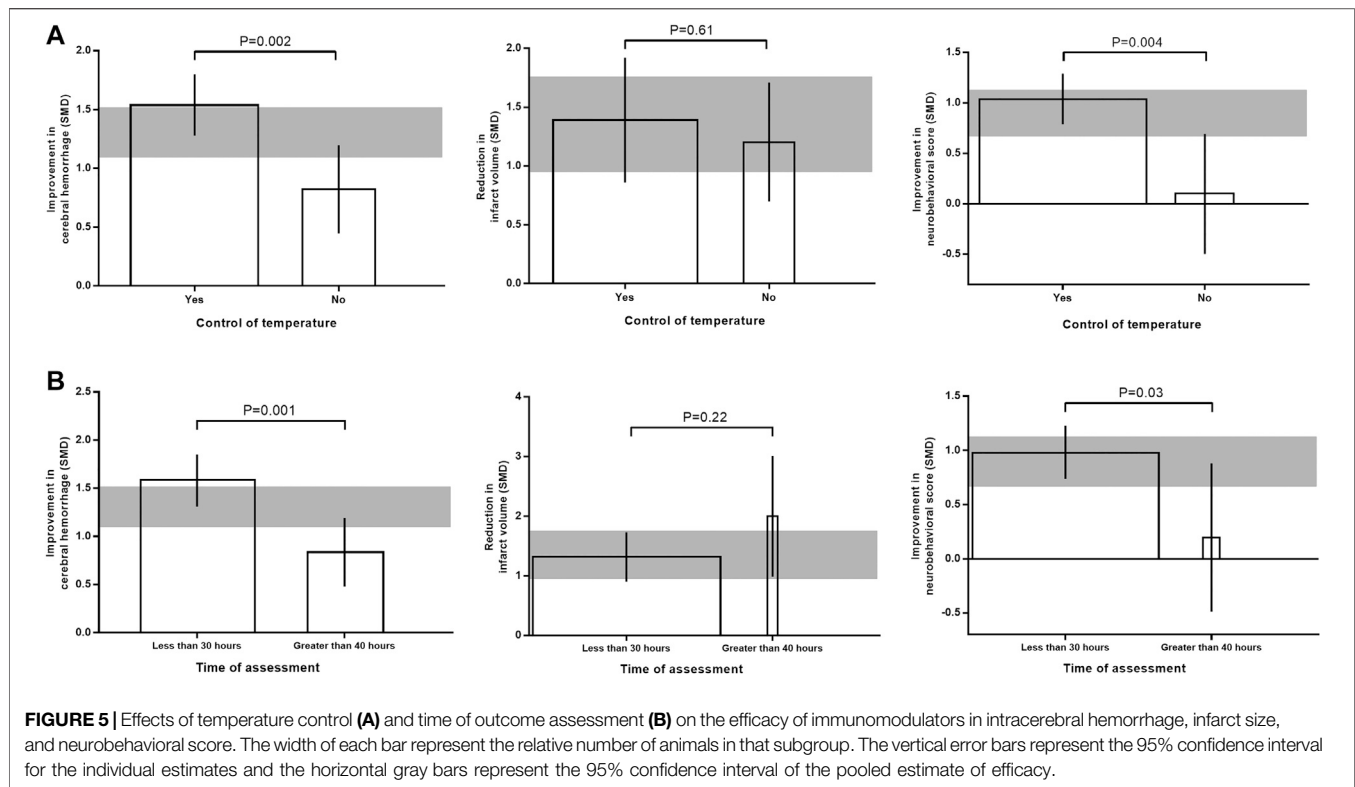 A
P=0.002
2.0
1.5
1.0
0.5
0.0
Improvement in
cerebral hemorrhage (SMD)
Yes
No
Control of temperature
P=0.61
2.0
1.5
1.0
0.5
0.0
Reduction in
infarct volume (SMD)
Yes
No
Control of temperature
P=0.004
1.5
1.0
0.5
0.0
-0.5
Improvement in
neurobehavioral score (SMD)
Yes
No
Control of temperature
B
P=0.001
2.5
2.0
1.5
1.0
0.5
0.0
Improvement in
cerebral hemorrhage (SMD)
Less than 30 hours
Greater than 40 hours
Time of assessment
P=0.22
4
3
2
1
0
Reduction in
infarct volume (SMD)
Less than 30 hours
Greater than 40 hours
Time of assessment
P=0.03
1.5
1.0
0.5
0.0
-0.5
Improvement in
neurobehavioral score (SMD)
Less than 30 hours
Greater than 40 hours
Time of assessment
FIGURE 5 | Effects of temperature control (A) and time of outcome assessment (B) on the efficacy of immunomodulators in intracerebral hemorrhage, infarct size,
and neurobehavioral score. The width of each bar represent the relative number of animals in that subgroup. The vertical error bars represent the 95% confidence interval
for the individual estimates and the horizontal gray bars represent the 95% confidence interval of the pooled estimate of efficacy.